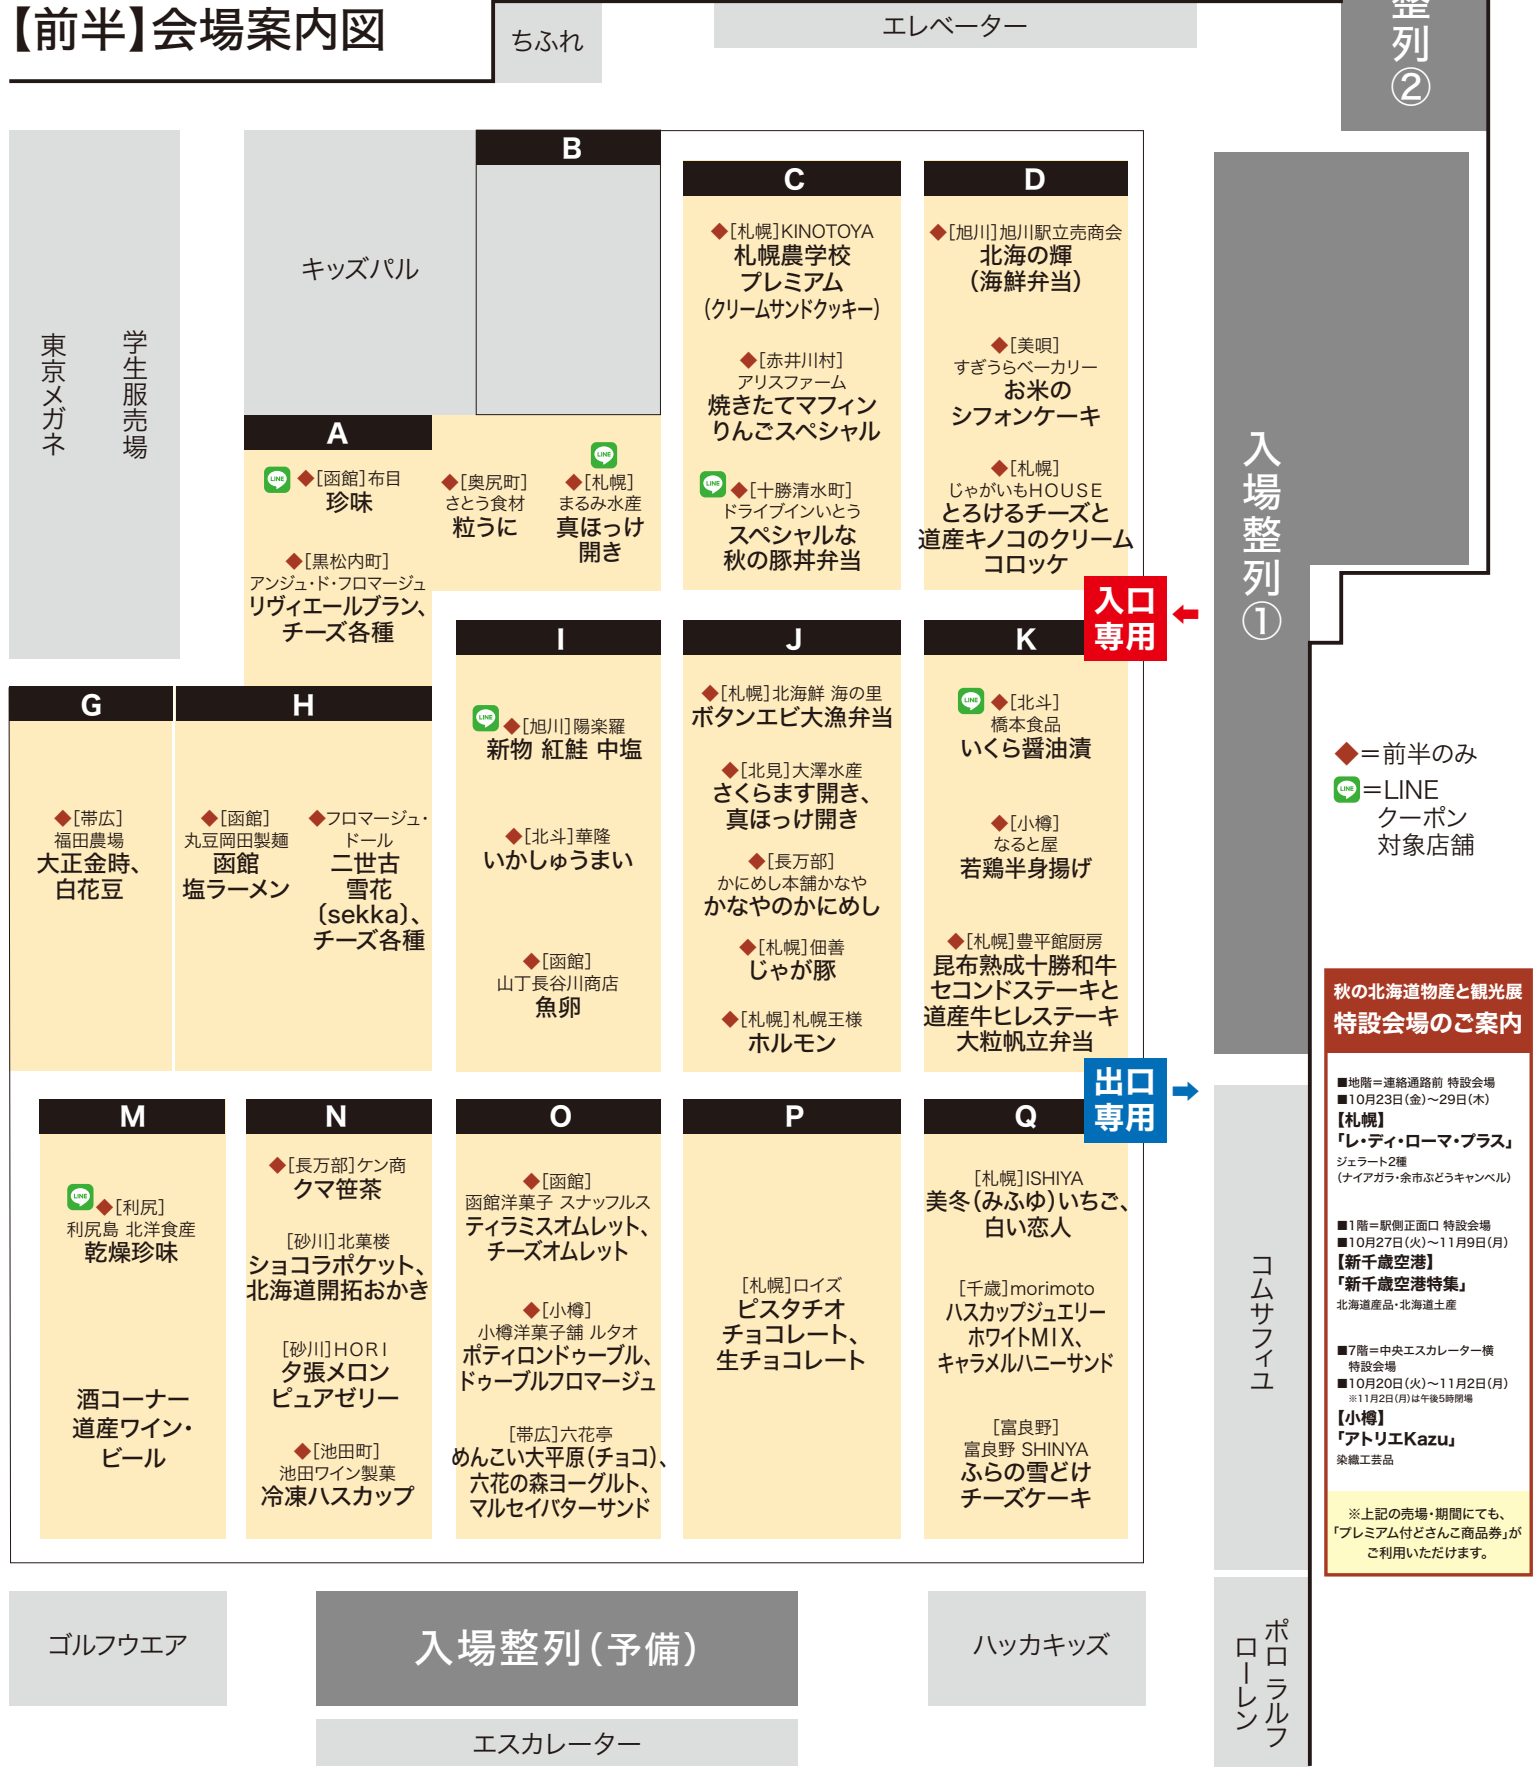 【前半】会場案内図
ちふれ
エレベーター
整列②
東京メガネ
学生服売場
キッズパル
B
A
LINE
◆[函館]布目
珍味
◆[黒松内町]
アンジュ・ド・フロマージュ
リヴィエールブラン、
チーズ各種
◆[奥尻町]
さとう食材
粒うに
LINE
◆[札幌]
まるみ水産
真ほっけ
開き
C
◆[札幌]KINOTOYA
札幌農学校
プレミアム
(クリームサンドクッキー)
◆[赤井川村]
アリスファーム
焼きたてマフィン
りんごスペシャル
LINE
◆[十勝清水町]
ドライブインいとう
スペシャルな
秋の豚丼弁当
D
◆[旭川]旭川駅立売商会
北海の輝
(海鮮弁当)
◆[美唄]
すぎうらベーカリー
お米の
シフォンケーキ
◆[札幌]
じゃがいもHOUSE
とろけるチーズと
道産キノコのクリーム
コロッケ
入口
専用
入場整列①
G
◆[帯広]
福田農場
大正金時、
白花豆
H
◆[函館]
丸豆岡田製麺
函館
塩ラーメン
◆フロマージュ・
ドール
二世古
雪花
〔sekka〕、
チーズ各種
I
LINE
◆[旭川]陽楽羅
新物 紅鮭 中塩
◆[北斗]華隆
いかしゅうまい
◆[函館]
山丁長谷川商店
魚卵
J
◆[札幌]北海鮮 海の里
ボタンエビ大漁弁当
◆[北見]大澤水産
さくらます開き、
真ほっけ開き
◆[長万部]
かにめし本舗かなや
かなやのかにめし
◆[札幌]佃善
じゃが豚
◆[札幌]札幌王様
ホルモン
K
LINE
◆[北斗]
橋本食品
いくら醤油漬
◆[小樽]
なると屋
若鶏半身揚げ
◆[札幌]豊平館厨房
昆布熟成十勝和牛
セコンドステーキと
道産牛ヒレステーキ
大粒帆立弁当
出口
専用
◆=前半のみ
LINE
=LINE
クーポン
対象店舗
M
LINE
◆[利尻]
利尻島 北洋食産
乾燥珍味
酒コーナー
道産ワイン・
ビール
N
◆[長万部]ケン商
クマ笹茶
[砂川]北菓楼
ショコラポケット、
北海道開拓おかき
[砂川]HORI
夕張メロン
ピュアゼリー
◆[池田町]
池田ワイン製菓
冷凍ハスカップ
O
◆[函館]
函館洋菓子 スナッフルス
ティラミスオムレット、
チーズオムレット
◆[小樽]
小樽洋菓子舗 ルタオ
ポティロンドゥーブル、
ドゥーブルフロマージュ
[帯広]六花亭
めんこい大平原(チョコ)、
六花の森ヨーグルト、
マルセイバターサンド
P
[札幌]ロイズ
ピスタチオ
チョコレート、
生チョコレート
Q
[札幌]ISHIYA
美冬(みふゆ)いちご、
白い恋人
[千歳]morimoto
ハスカップジュエリー
ホワイトMIX、
キャラメルハニーサンド
[富良野]
富良野 SHINYA
ふらの雪どけ
チーズケーキ
コムサフィユ
秋の北海道物産と観光展
特設会場のご案内
■地階=連絡通路前 特設会場
■10月23日(金)〜29日(木)
【札幌】
「レ・ディ・ローマ・プラス」
ジェラート2種
(ナイアガラ・余市ぶどうキャンベル)
■1階=駅側正面口 特設会場
■10月27日(火)〜11月9日(月)
【新千歳空港】
「新千歳空港特集」
北海道産品・北海道土産
■7階=中央エスカレーター横
特設会場
■10月20日(火)〜11月2日(月)
※11月2日(月)は午後5時閉場
【小樽】
「アトリエKazu」
染織工芸品
※上記の売場・期間にても、
「プレミアム付どさんこ商品券」が
ご利用いただけます。
ゴルフウエア
入場整列(予備)
ハッカキッズ
ポロ ラルフ
ローレン
エスカレーター